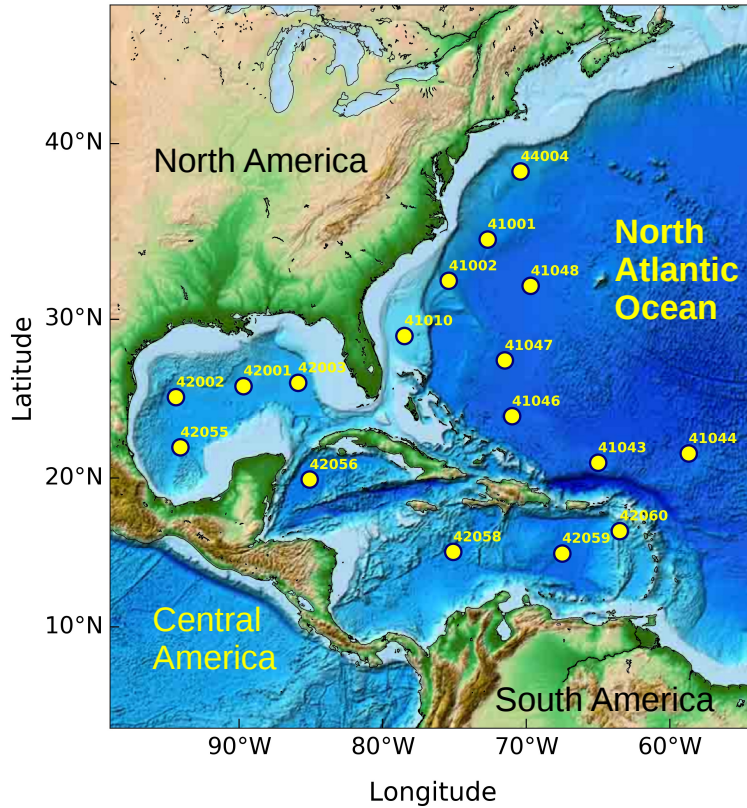 40°N
North America
44004
41001
North
Atlantic
Ocean
41002
41048
30°N
41010
Latitude
41047
42003
42001
42002
41046
42055
41044
41043
42056
20°N
42060
42058
42059
Central
America
10°N
South America
90°W
80°W
70°W
60°W
Longitude